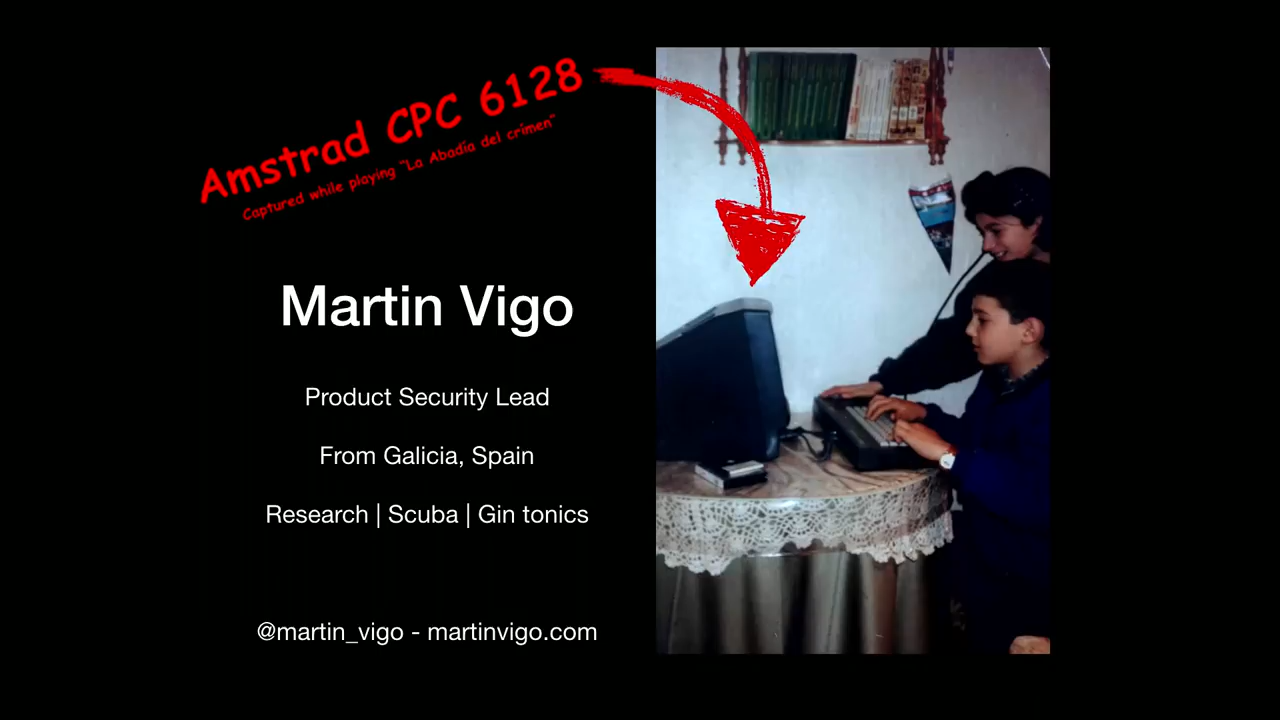 Amstrad CPC 6128
Captured while playing "La Abadía del crímen"
Martin Vigo
Product Security Lead
From Galicia, Spain
Research | Scuba | Gin tonics
@martin_vigo - martinvigo.com